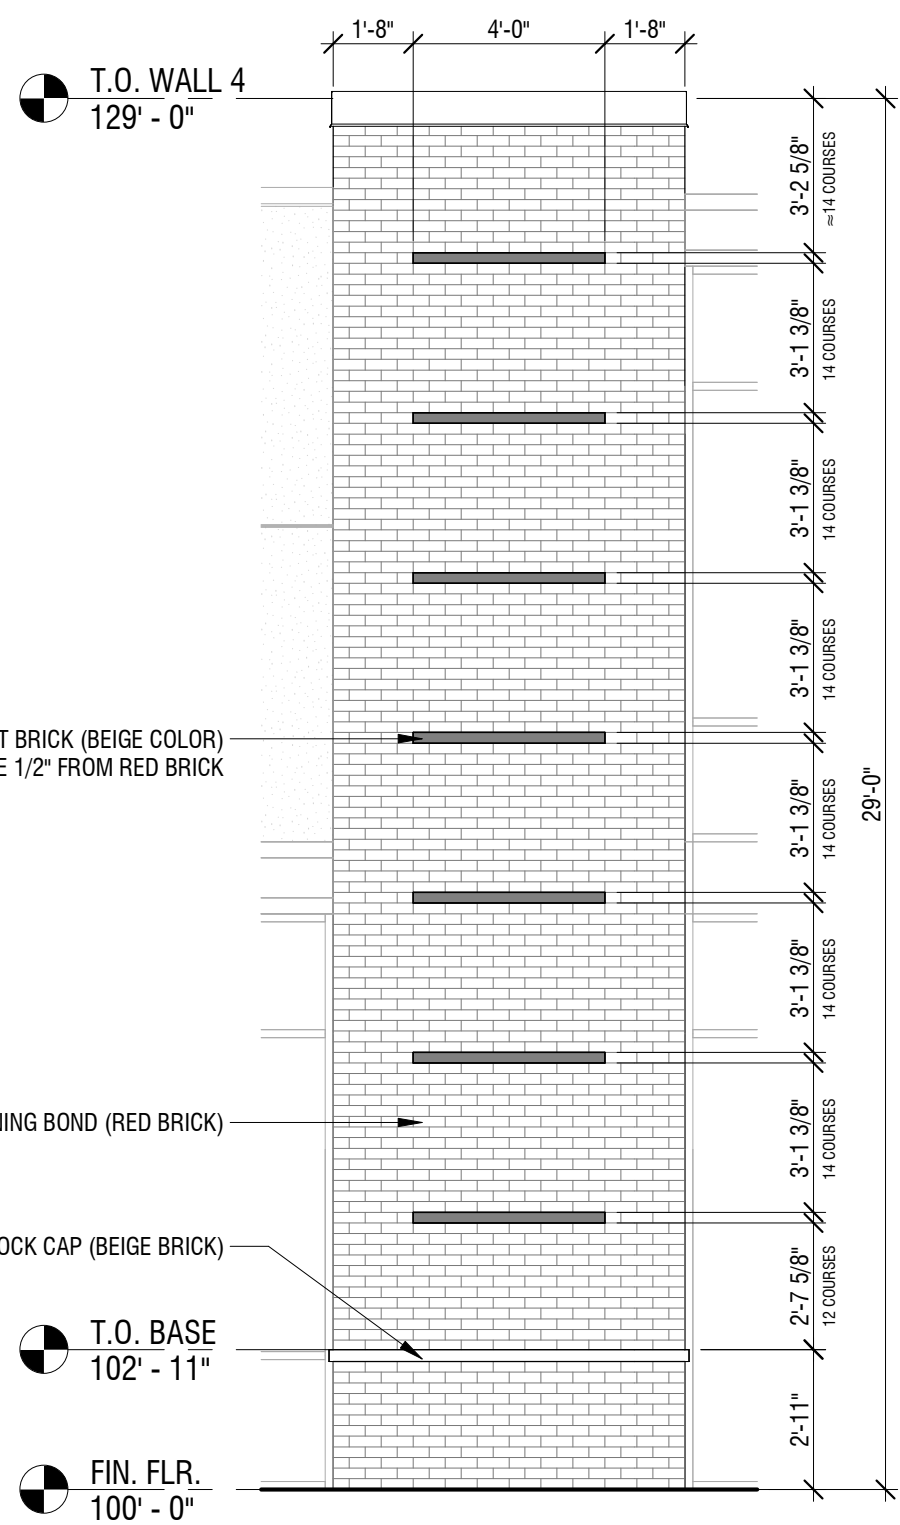 1'-8" 4'-0" 1'-8"
T.O. WALL 4
129' - 0"
3'-2 5/8"
≈14 COURSES
3'-1 3/8"
14 COURSES
3'-1 3/8"
14 COURSES
3'-1 3/8"
14 COURSES
T BRICK (BEIGE COLOR)
E 1/2" FROM RED BRICK
29'-0"
3'-1 3/8"
14 COURSES
3'-1 3/8"
14 COURSES
NING BOND (RED BRICK)
3'-1 3/8"
14 COURSES
OCK CAP (BEIGE BRICK)
2'-7 5/8"
12 COURSES
T.O. BASE
102' - 11"
2'-11"
FIN. FLR.
100' - 0"